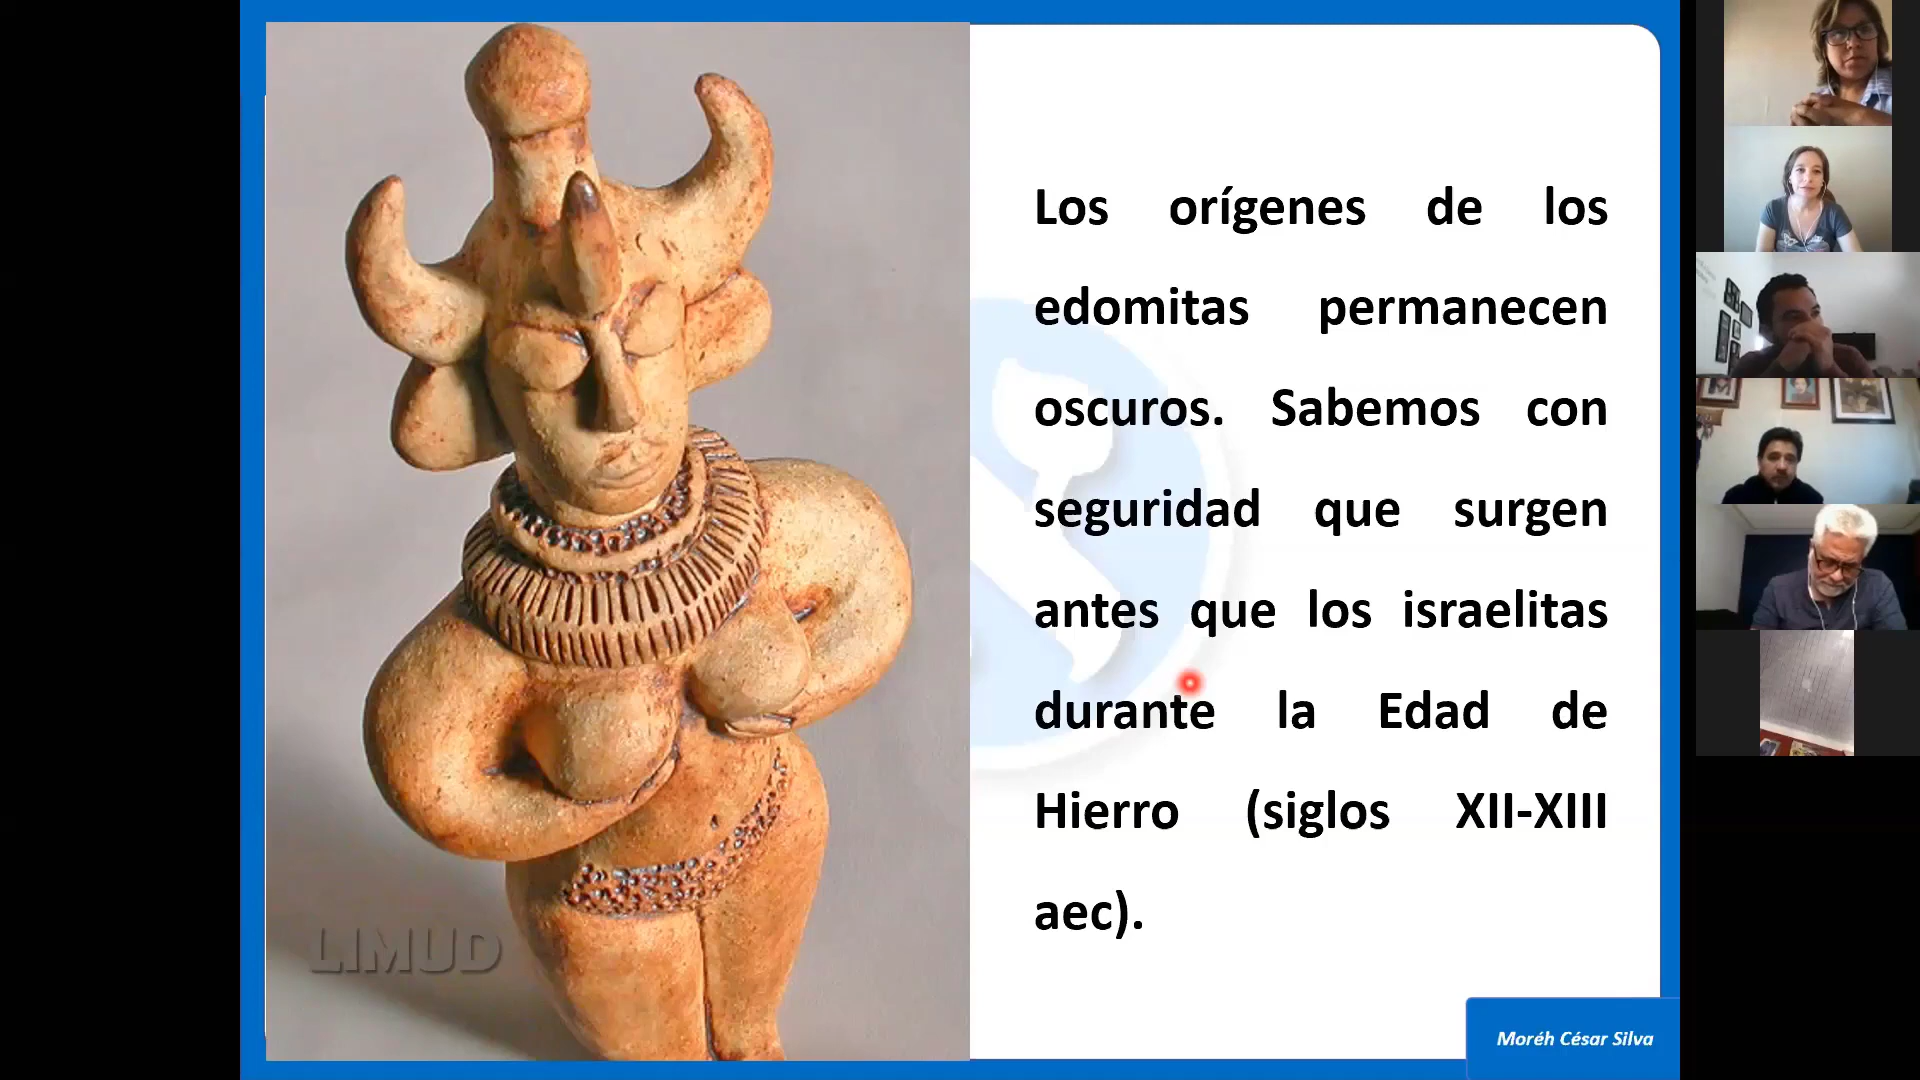 Los orígenes de los
edomitas permanecen
oscuros. Sabemos con
seguridad que surgen
antes que los israelitas
durante la Edad de
Hierro (siglos XII-XIII
aec).
LIMUD
Moréh César Silva